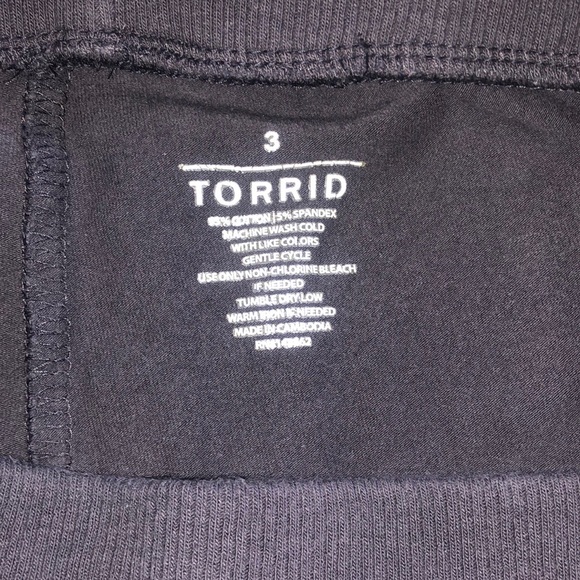 3
TORRID
COTTON | 5% SPANDEX
MACHINE WASH COLD
WITH LIKE COLORS
GENTLE CYCLE
USE ONLY NON-CHLORINE BLEACH
IF NEEDED
TUMBLE DRY LOW
WARM IRON IF NEEDED
MADE IN CAMBODIA